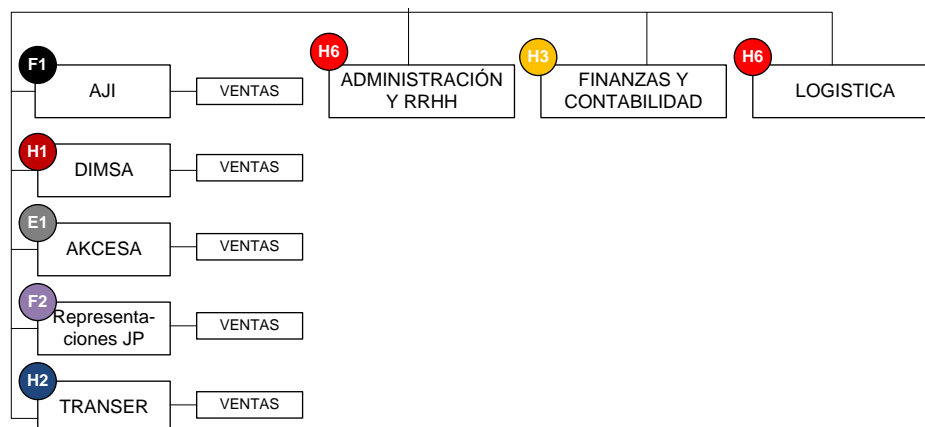 F1
AJI
VENTAS
H6
ADMINISTRACIÓN
Y RRHH
H3
FINANZAS Y
CONTABILIDAD
H6
LOGISTICA
H1
DIMSA
VENTAS
E1
AKCESA
VENTAS
F2
Representa-
ciones JP
VENTAS
H2
TRANSER
VENTAS